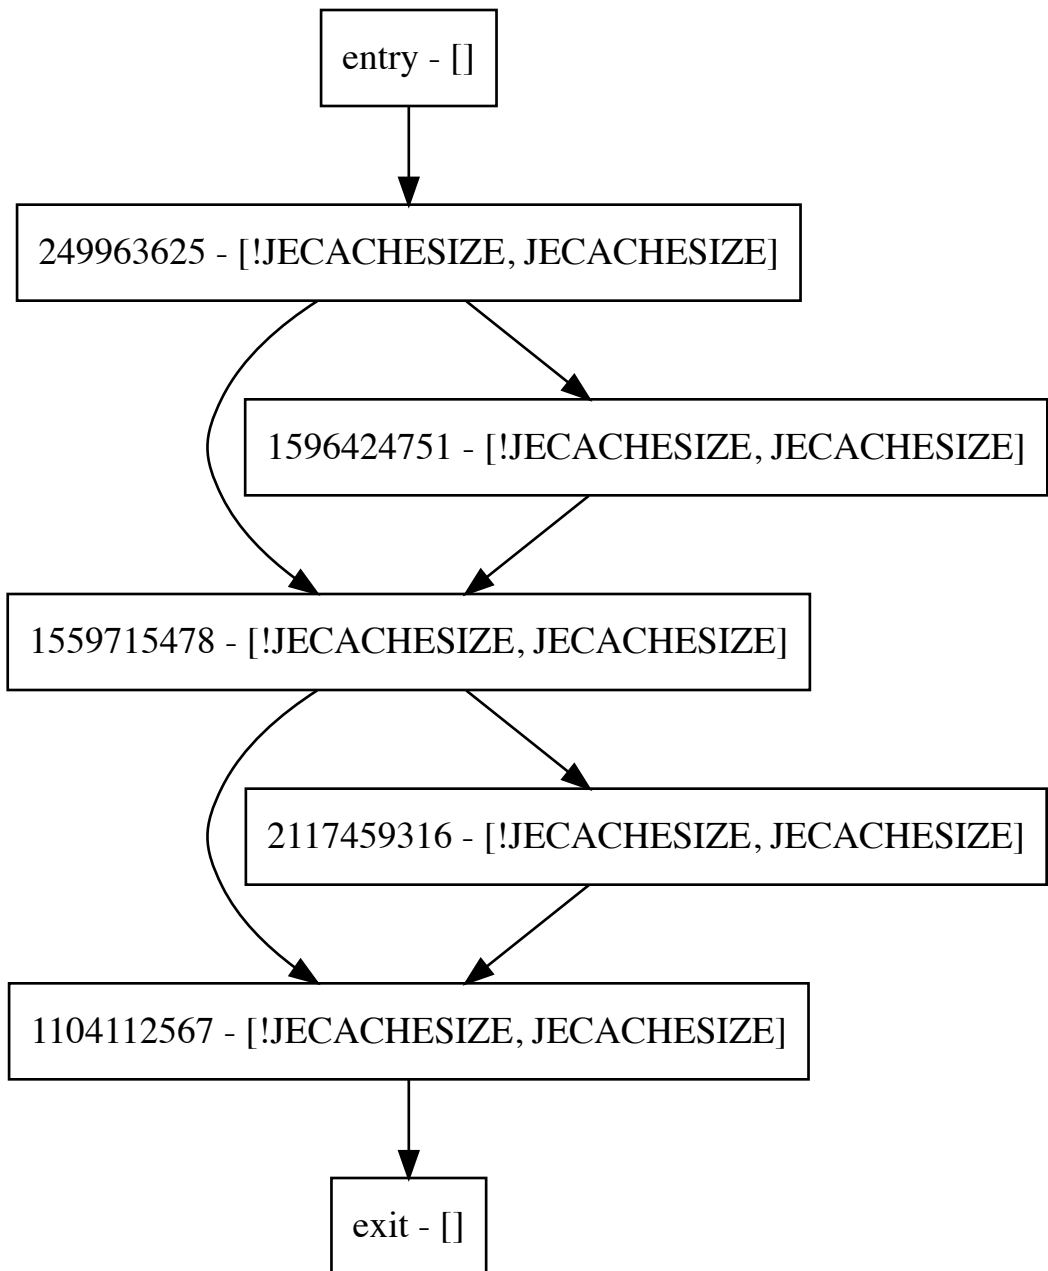 entry - []
249963625 - [!JECACHESIZE, JECACHESIZE]
1596424751 - [!JECACHESIZE, JECACHESIZE]
1559715478 - [!JECACHESIZE, JECACHESIZE]
2117459316 - [!JECACHESIZE, JECACHESIZE]
1104112567 - [!JECACHESIZE, JECACHESIZE]
exit - []